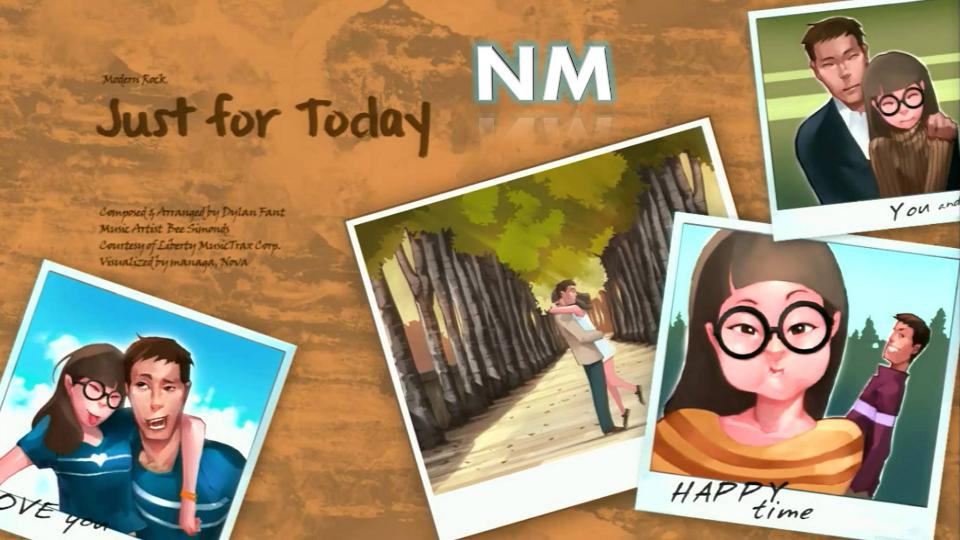 Modern Rock
Just for Today
NM
Composed & Arranged by Dylan Fant
Music Artist Bee Simonds
Courtesy of Liberty MusicTrax Corp.
Visualized by managa, Nova
You and
OVE you
HAPPY
time